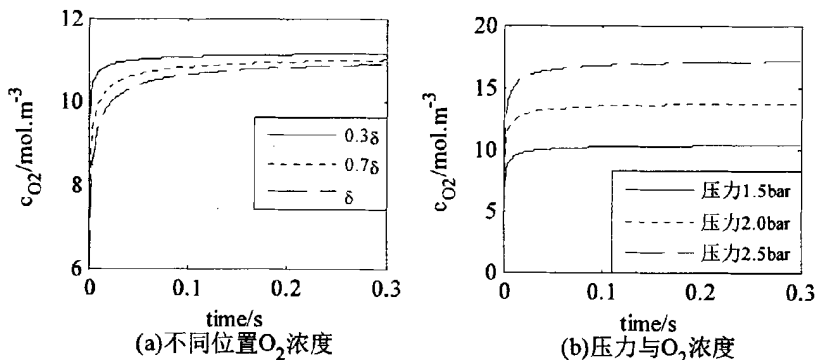 12
10
8
6
0
0.1
0.2
0.3
c_O2/mol.m⁻³
time/s
0.3δ
0.7δ
δ
(a)不同位置O₂浓度
20
15
10
5
0
0
0.1
0.2
0.3
c_O2/mol.m⁻³
time/s
压力1.5bar
压力2.0bar
压力2.5bar
(b)压力与O₂浓度